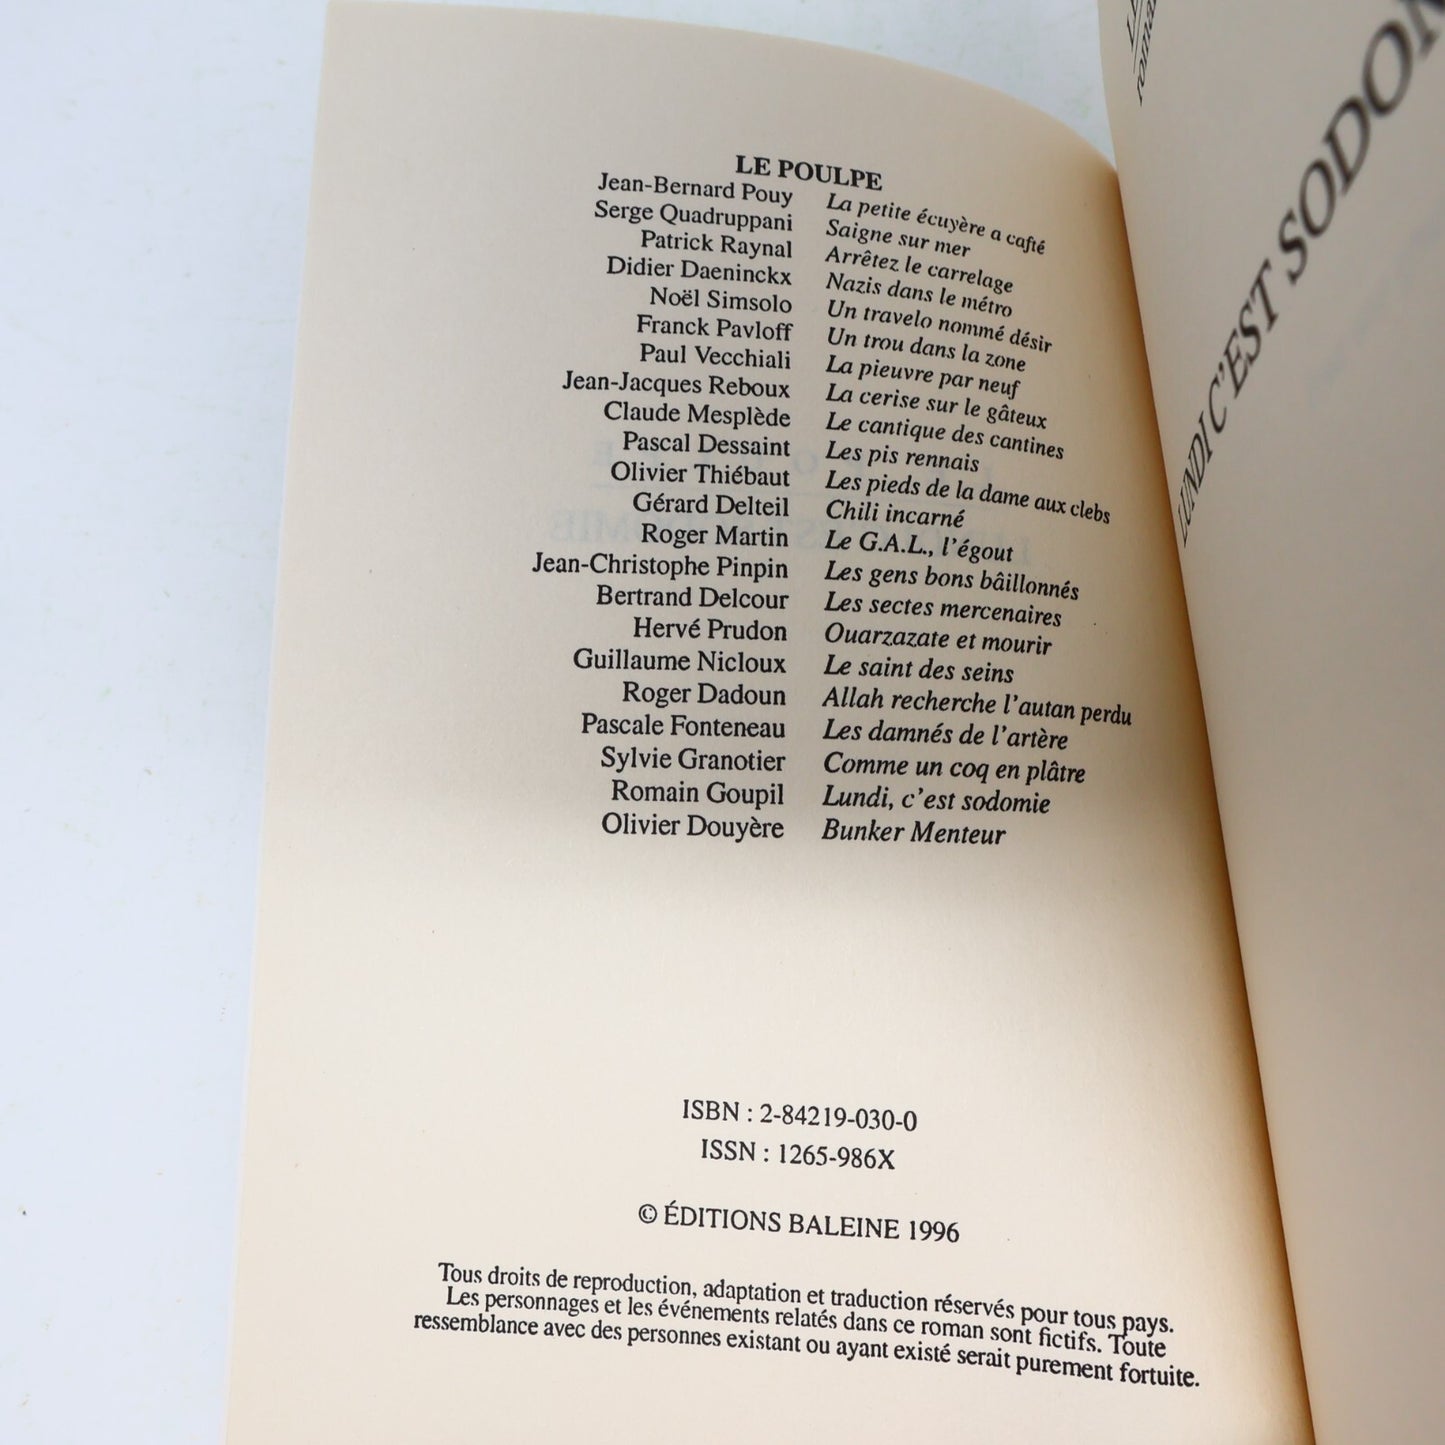 LE POULPE
Jean-Bernard Pouy La petite écuyère a cafté
Serge Quadruppani Saigne sur mer
Patrick Raynal Arrêtez le carrelage
Didier Daeninckx Nazis dans le métro
Noël Simsolo Un travelo nommé désir
Franck Pavloff Un trou dans la zone
Paul Vecchiali La pieuvre par neuf
Jean-Jacques Reboux La cerise sur le gâteux
Claude Mesplède Le cantique des cantines
Pascal Dessaint Les pis rennais
Olivier Thiébaut Les pieds de la dame aux clebs
Gérard Delteil Chili incarné
Roger Martin Le G.A.L., l'égout
Jean-Christophe Pinpin Les gens bons bâillonnés
Bertrand Delcour Les sectes mercenaires
Hervé Prudon Ouarzazate et mourir
Guillaume Nicloux Le saint des seins
Roger Dadoun Allah recherche l'autan perdu
Pascale Fonteneau Les damnés de l'artère
Sylvie Granotier Comme un coq en plâtre
Romain Goupil Lundi, c'est sodomie
Olivier Douyère Bunker Menteur
ISBN : 2-84219-030-0
ISSN : 1265-986X
© ÉDITIONS BALEINE 1996
Tous droits de reproduction, adaptation et traduction réservés pour tous pays.
Les personnages et les événements relatés dans ce roman sont fictifs. Toute
ressemblance avec des personnes existant ou ayant existé serait purement fortuite.
LUNDI C'EST